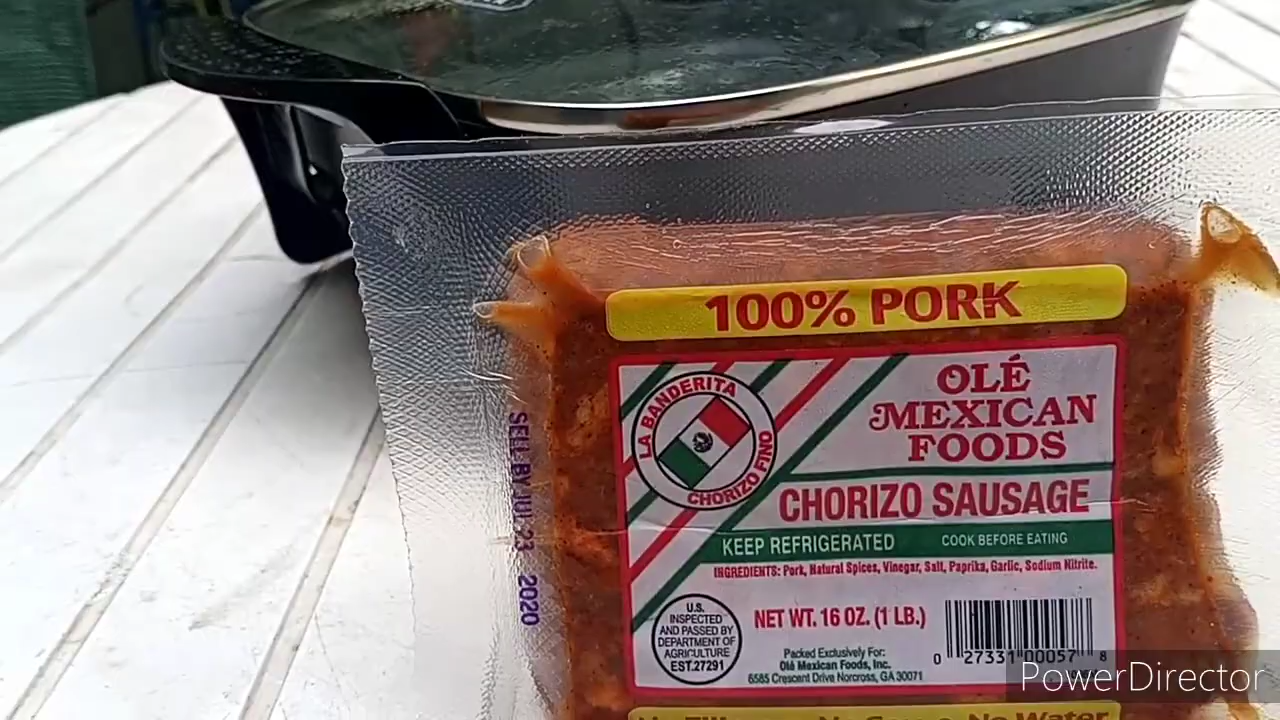 100% PORK
LA BANDERITA
CHORIZO FINO
OLÉ
MEXICAN
FOODS
CHORIZO SAUSAGE
KEEP REFRIGERATED COOK BEFORE EATING
INGREDIENTS: Pork, Natural Spices, Vinegar, Salt, Paprika, Garlic, Sodium Nitrite.
U.S.
INSPECTED
AND PASSED BY
DEPARTMENT OF
AGRICULTURE
EST.27291
NET WT. 16 OZ. (1 LB.)
Packed Exclusively For:
Olé Mexican Foods, Inc.
6585 Crescent Drive Norcross, GA 30071
0 27331 00057 8
SELL BY JUL 23 2020
No Water
PowerDirector